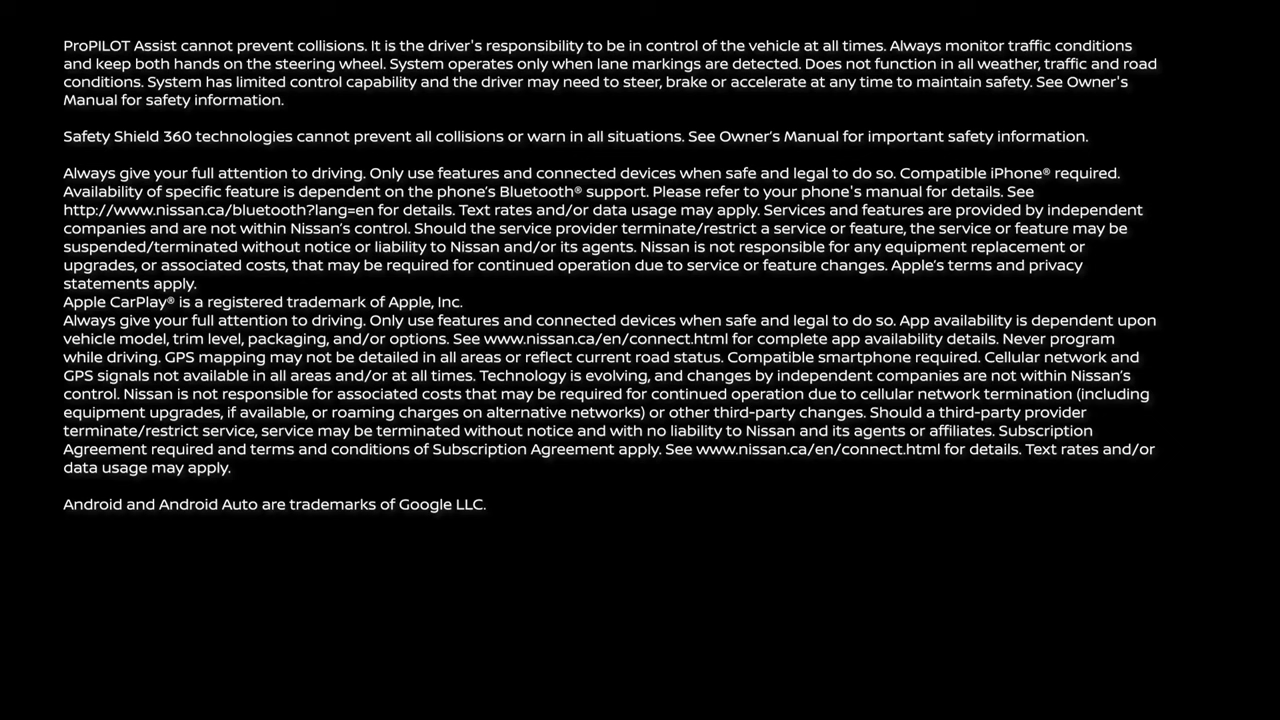 ProPILOT Assist cannot prevent collisions. It is the driver's responsibility to be in control of the vehicle at all times. Always monitor traffic conditions
and keep both hands on the steering wheel. System operates only when lane markings are detected. Does not function in all weather, traffic and road
conditions. System has limited control capability and the driver may need to steer, brake or accelerate at any time to maintain safety. See Owner's
Manual for safety information.
Safety Shield 360 technologies cannot prevent all collisions or warn in all situations. See Owner's Manual for important safety information.
Always give your full attention to driving. Only use features and connected devices when safe and legal to do so. Compatible iPhone® required.
Availability of specific feature is dependent on the phone's Bluetooth® support. Please refer to your phone's manual for details. See
http://www.nissan.ca/bluetooth?lang=en for details. Text rates and/or data usage may apply. Services and features are provided by independent
companies and are not within Nissan's control. Should the service provider terminate/restrict a service or feature, the service or feature may be
suspended/terminated without notice or liability to Nissan and/or its agents. Nissan is not responsible for any equipment replacement or
upgrades, or associated costs, that may be required for continued operation due to service or feature changes. Apple's terms and privacy
statements apply.
Apple CarPlay® is a registered trademark of Apple, Inc.
Always give your full attention to driving. Only use features and connected devices when safe and legal to do so. App availability is dependent upon
vehicle model, trim level, packaging, and/or options. See www.nissan.ca/en/connect.html for complete app availability details. Never program
while driving. GPS mapping may not be detailed in all areas or reflect current road status. Compatible smartphone required. Cellular network and
GPS signals not available in all areas and/or at all times. Technology is evolving, and changes by independent companies are not within Nissan's
control. Nissan is not responsible for associated costs that may be required for continued operation due to cellular network termination (including
equipment upgrades, if available, or roaming charges on alternative networks) or other third-party changes. Should a third-party provider
terminate/restrict service, service may be terminated without notice and with no liability to Nissan and its agents or affiliates. Subscription
Agreement required and terms and conditions of Subscription Agreement apply. See www.nissan.ca/en/connect.html for details. Text rates and/or
data usage may apply.
Android and Android Auto are trademarks of Google LLC.